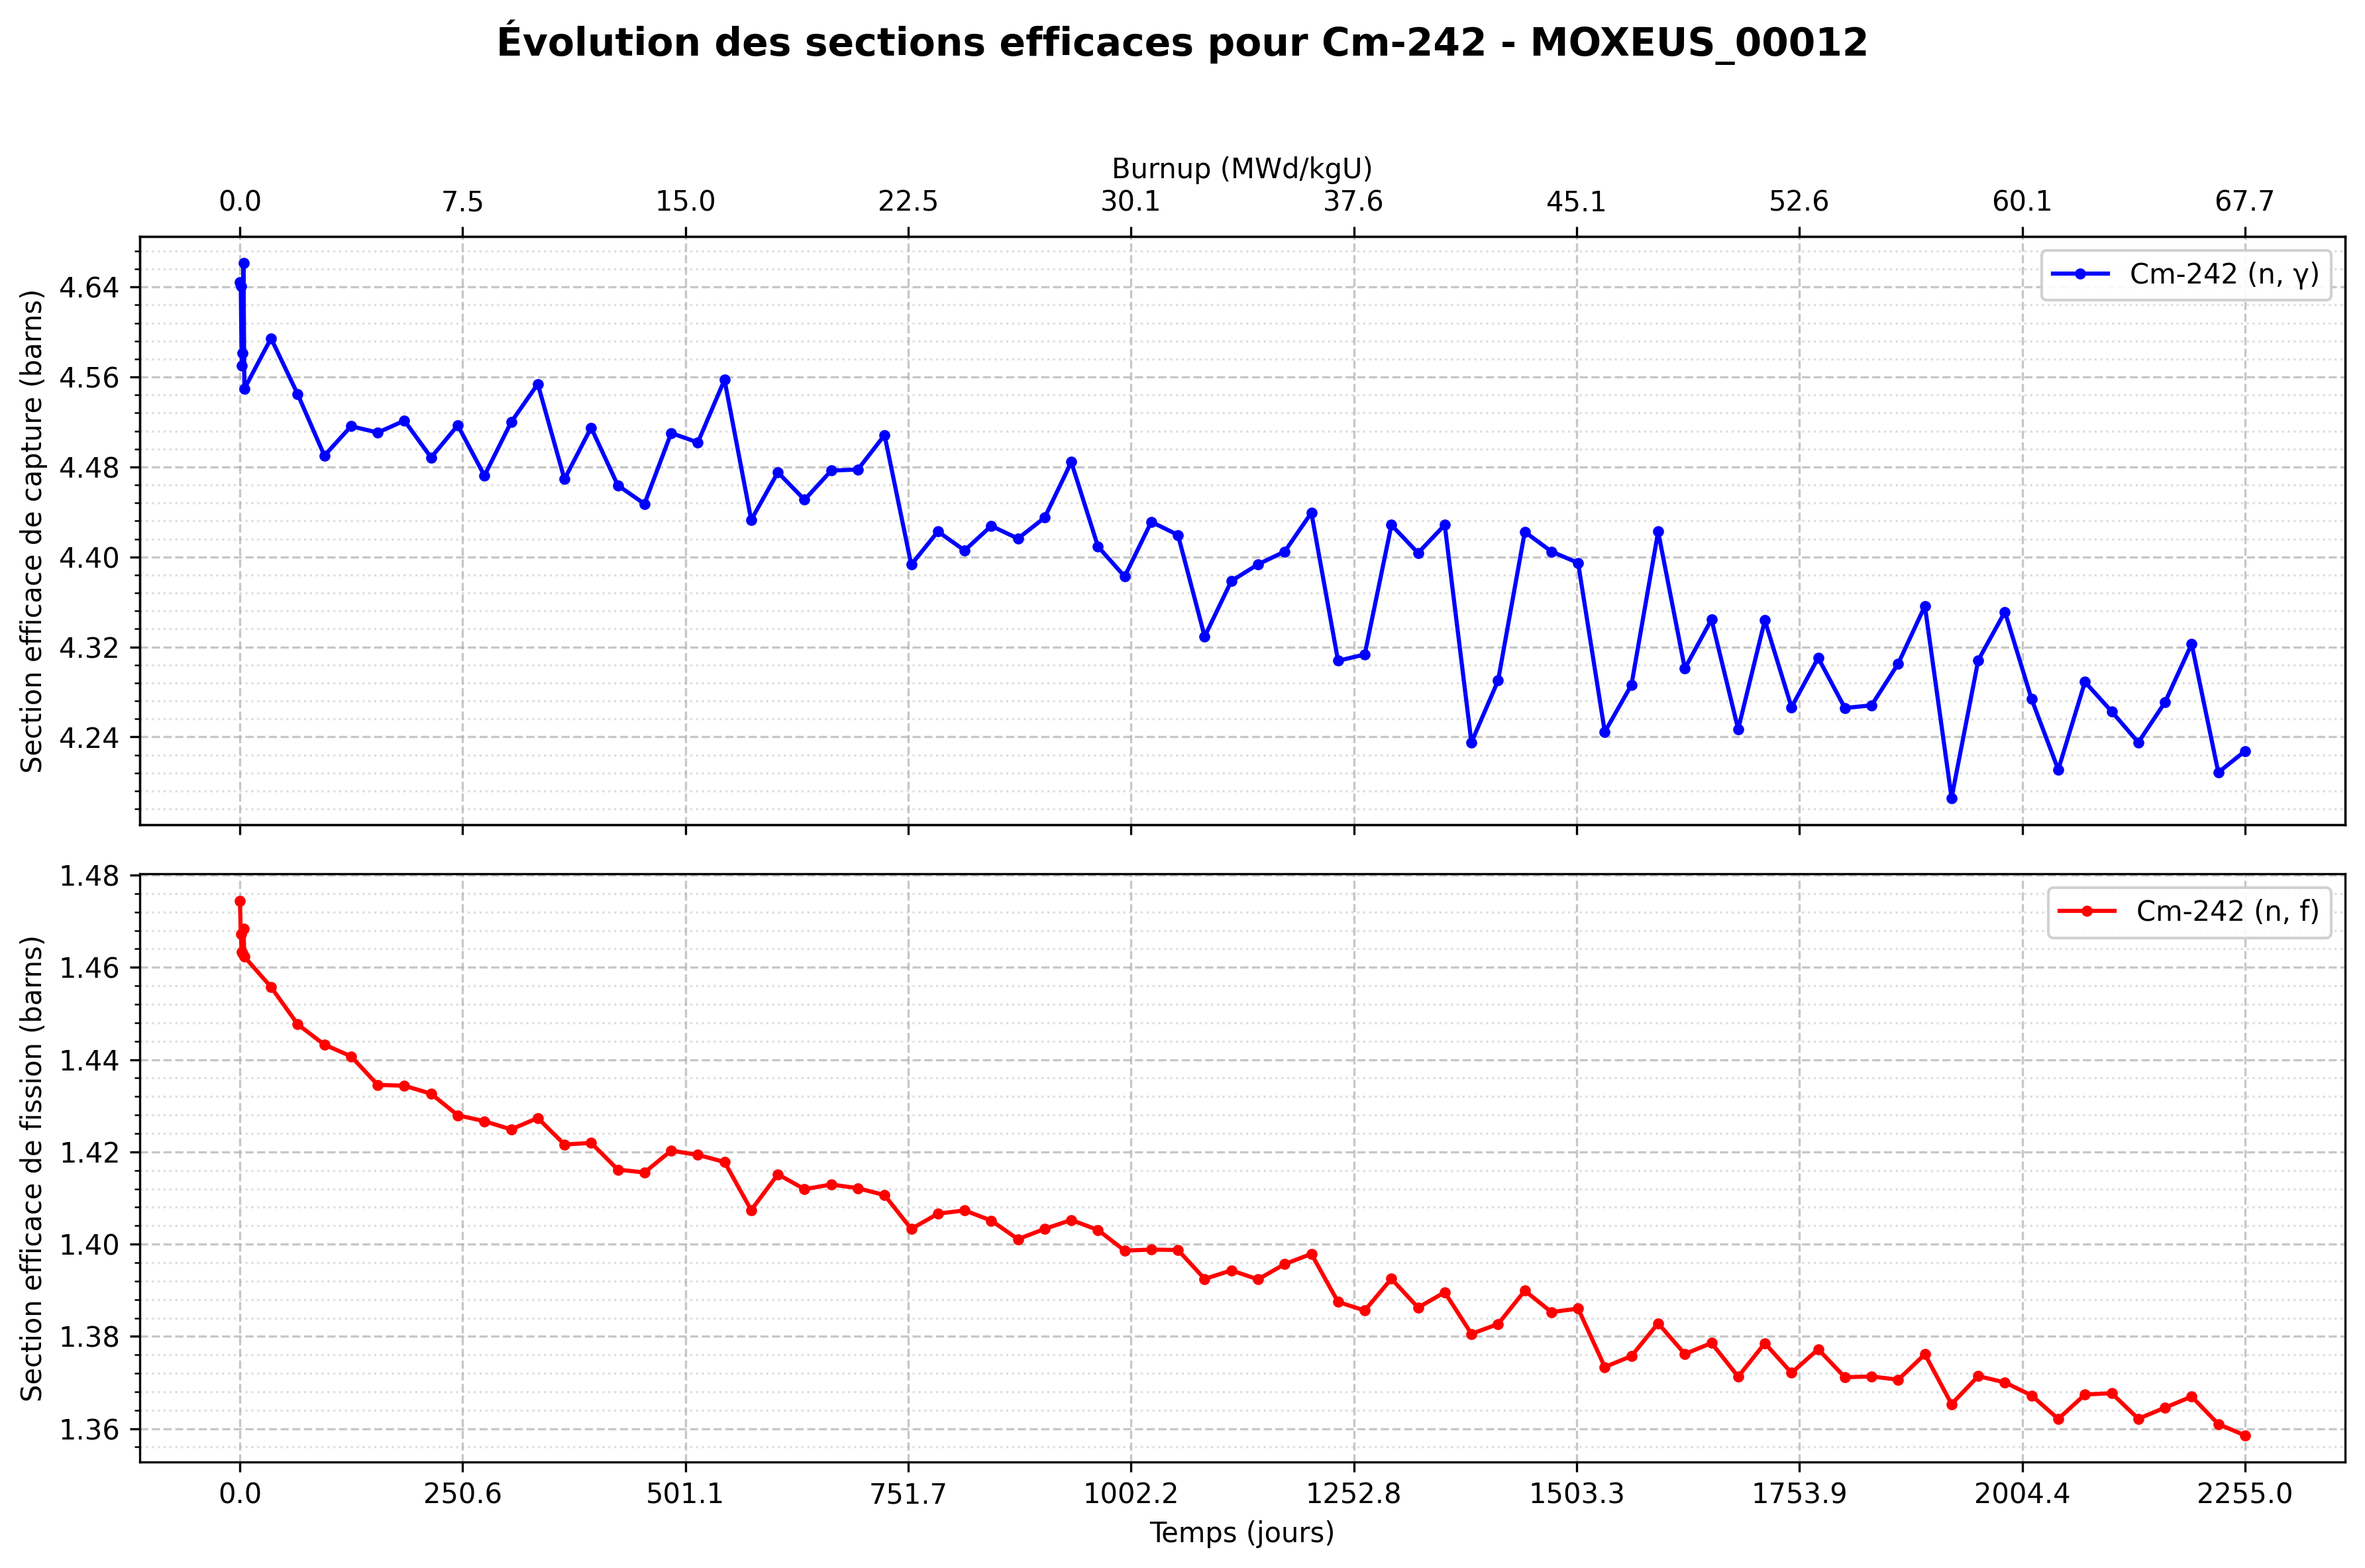 Évolution des sections efficaces pour Cm-242 - MOXEUS_00012
Burnup (MWd/kgU)
0.0 7.5 15.0 22.5 30.1 37.6 45.1 52.6 60.1 67.7
Section efficace de capture (barns)
4.64
4.56
4.48
4.40
4.32
4.24
Cm-242 (n, γ)
Section efficace de fission (barns)
1.48
1.46
1.44
1.42
1.40
1.38
1.36
Cm-242 (n, f)
0.0 250.6 501.1 751.7 1002.2 1252.8 1503.3 1753.9 2004.4 2255.0
Temps (jours)